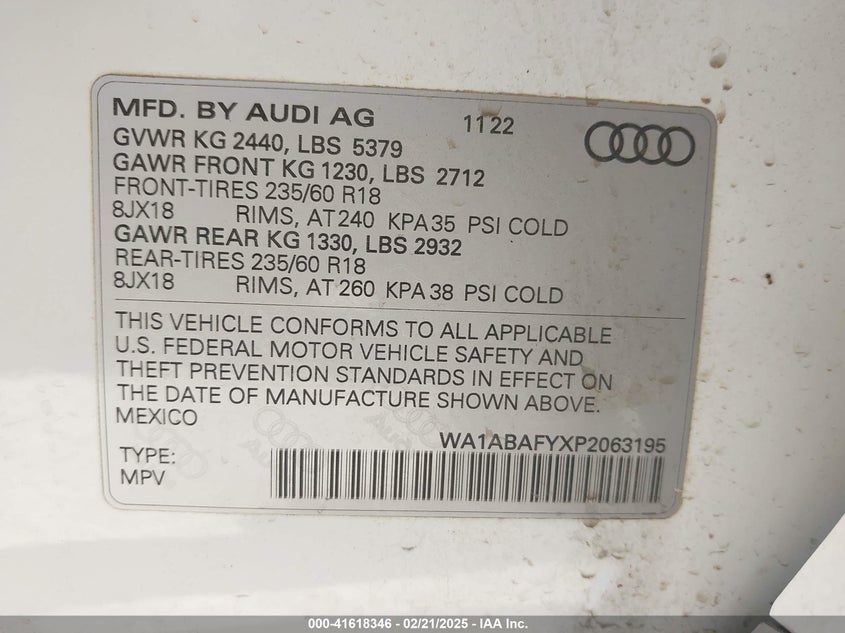 MFD. BY AUDI AG 11 22
GVWR KG 2440, LBS 5379
GAWR FRONT KG 1230, LBS 2712
FRONT-TIRES 235/60 R18
8JX18 RIMS, AT 240 KPA 35 PSI COLD
GAWR REAR KG 1330, LBS 2932
REAR-TIRES 235/60 R18
8JX18 RIMS, AT 260 KPA 38 PSI COLD
THIS VEHICLE CONFORMS TO ALL APPLICABLE
U.S. FEDERAL MOTOR VEHICLE SAFETY AND
THEFT PREVENTION STANDARDS IN EFFECT ON
THE DATE OF MANUFACTURE SHOWN ABOVE.
MEXICO
WA1ABAFYXP2063195
TYPE:
MPV
000-41618346 - 02/21/2025 - IAA Inc.